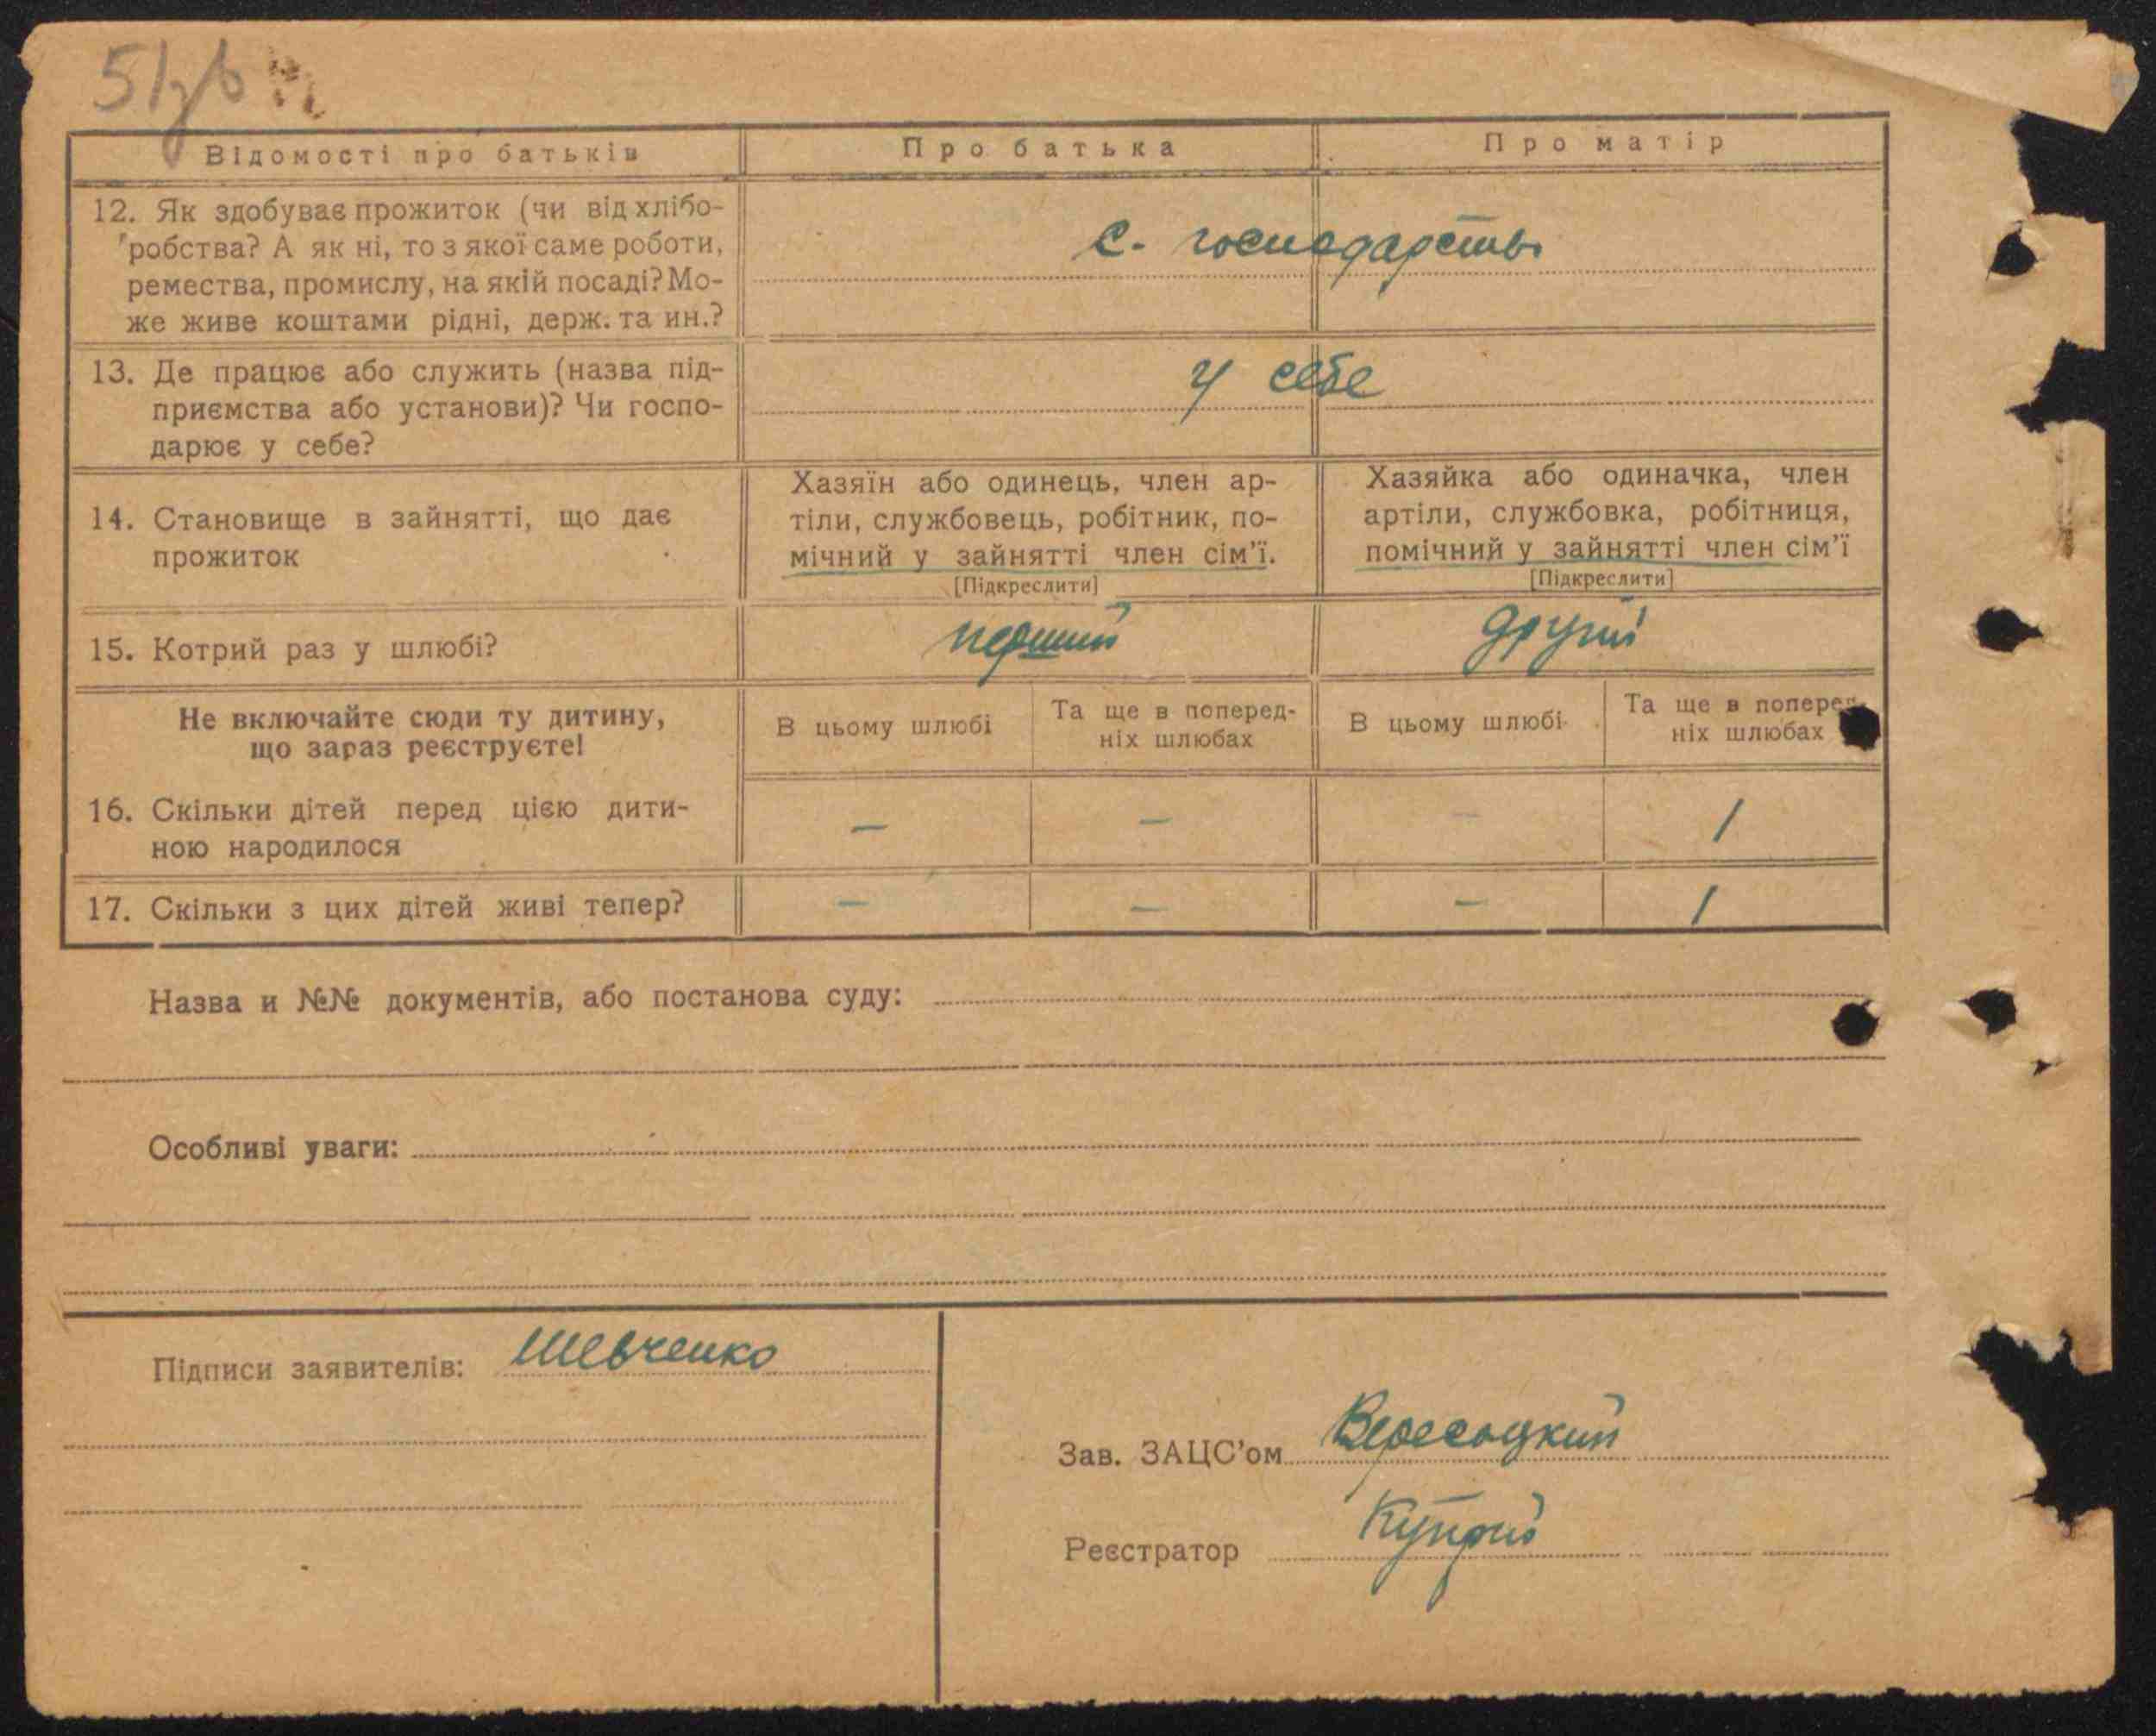 51зв
Відомості про батьків
Про батька
Про матір
12. Як здобуває прожиток (чи від хлібо-
робства? А як ні, то з якої саме роботи,
ремества, промислу, на якій посаді? Мо-
же живе коштами рідні, держ. та ин.?
с. господарство
13. Де працює або служить (назва під-
приємства або установи)? Чи госпо-
дарює у себе?
у себе
14. Становище в зайнятті, що дає
прожиток
Хазяїн або одинець, член ар-
тіли, службовець, робітник, по-
мічний у зайнятті член сім'ї.
[Підкреслити]
Хазяйка або одиначка, член
артіли, службовка, робітниця,
помічний у зайнятті член сім'ї
[Підкреслити]
15. Котрий раз у шлюбі?
перший
другий
Не включайте сюди ту дитину,
що зараз реєструєте!
В цьому шлюбі
Та ще в поперед-
ніх шлюбах
В цьому шлюбі
Та ще в поперед-
ніх шлюбах
16. Скільки дітей перед цією дити-
ною народилося
— — — 1
17. Скільки з цих дітей живі тепер?
— — — 1
Назва и №№ документів, або постанова суду:
Особливі уваги:
Підписи заявителів: Шевченко
Зав. ЗАЦС'ом
Реєстратор Купрій